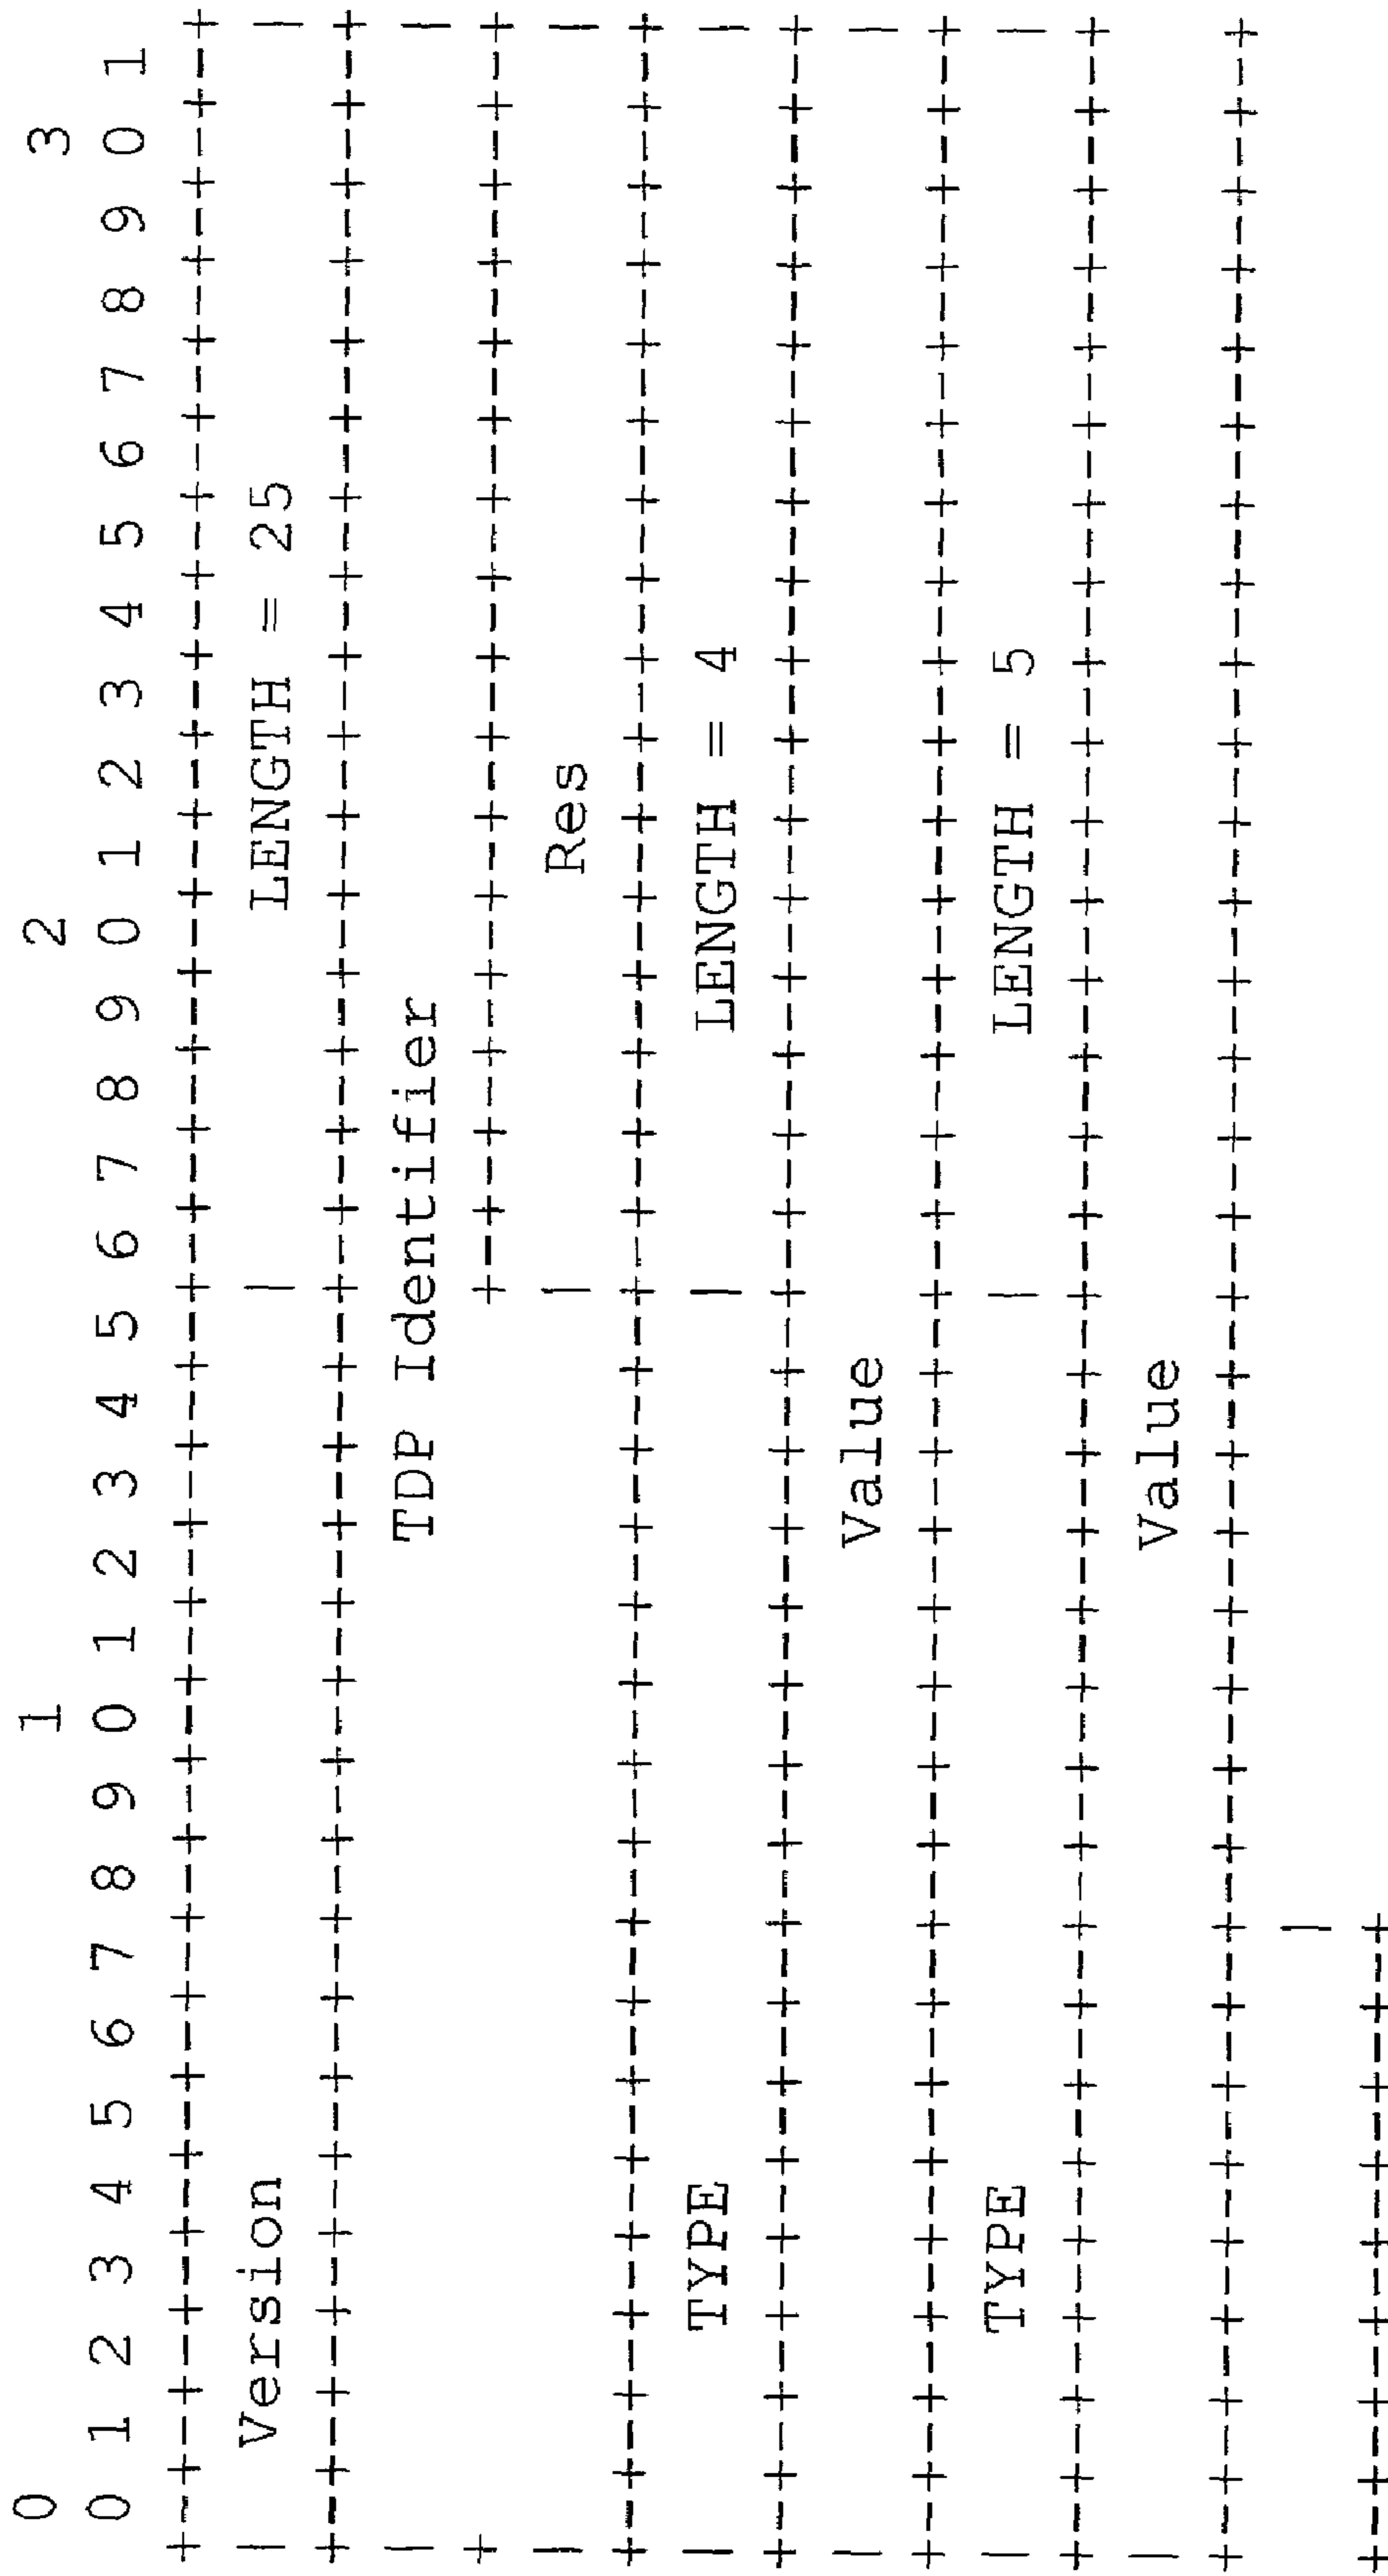 0                   1                   2                   3
0 1 2 3 4 5 6 7 8 9 0 1 2 3 4 5 6 7 8 9 0 1 2 3 4 5 6 7 8 9 0 1
+-+-+-+-+-+-+-+-+-+-+-+-+-+-+-+-+-+-+-+-+-+-+-+-+-+-+-+-+-+-+-+-+
|  Version                      |         LENGTH = 25           |
+-+-+-+-+-+-+-+-+-+-+-+-+-+-+-+-+-+-+-+-+-+-+-+-+-+-+-+-+-+-+-+-+
|                         TDP Identifier                        |
+                               +-+-+-+-+-+-+-+-+-+-+-+-+-+-+-+-+
|                               |          Res                  |
+-+-+-+-+-+-+-+-+-+-+-+-+-+-+-+-+-+-+-+-+-+-+-+-+-+-+-+-+-+-+-+-+
|     TYPE                      |      LENGTH = 4               |
+-+-+-+-+-+-+-+-+-+-+-+-+-+-+-+-+-+-+-+-+-+-+-+-+-+-+-+-+-+-+-+-+
|                         Value                                 |
+-+-+-+-+-+-+-+-+-+-+-+-+-+-+-+-+-+-+-+-+-+-+-+-+-+-+-+-+-+-+-+-+
|     TYPE                      |      LENGTH = 5               |
+-+-+-+-+-+-+-+-+-+-+-+-+-+-+-+-+-+-+-+-+-+-+-+-+-+-+-+-+-+-+-+-+
|                         Value
+-+-+-+-+-+-+-+-+-+-+-+-+-+-+-+-+-+-+-+-+-+-+-+-+-+-+-+-+-+-+-+-+
                |
+-+-+-+-+-+-+-+-+